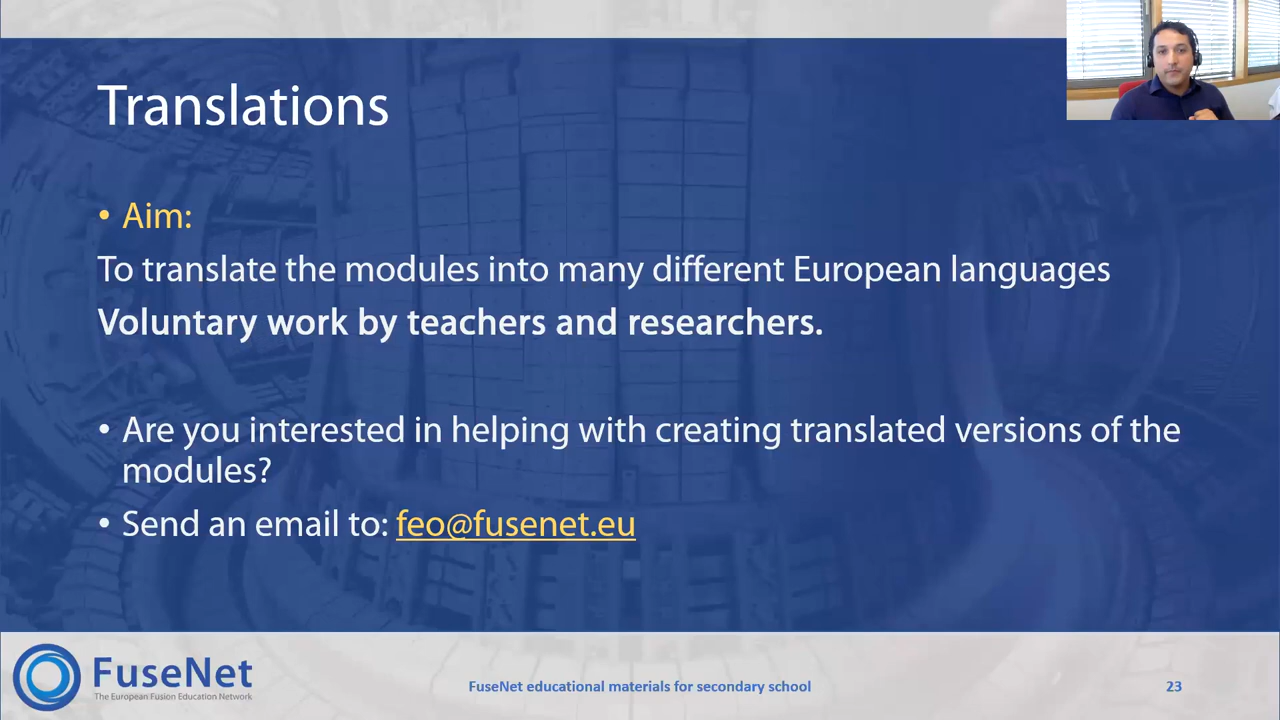 Translations
• Aim:
To translate the modules into many different European languages
Voluntary work by teachers and researchers.
• Are you interested in helping with creating translated versions of the
modules?
• Send an email to: feo@fusenet.eu
FuseNet
The European Fusion Education Network
FuseNet educational materials for secondary school
23